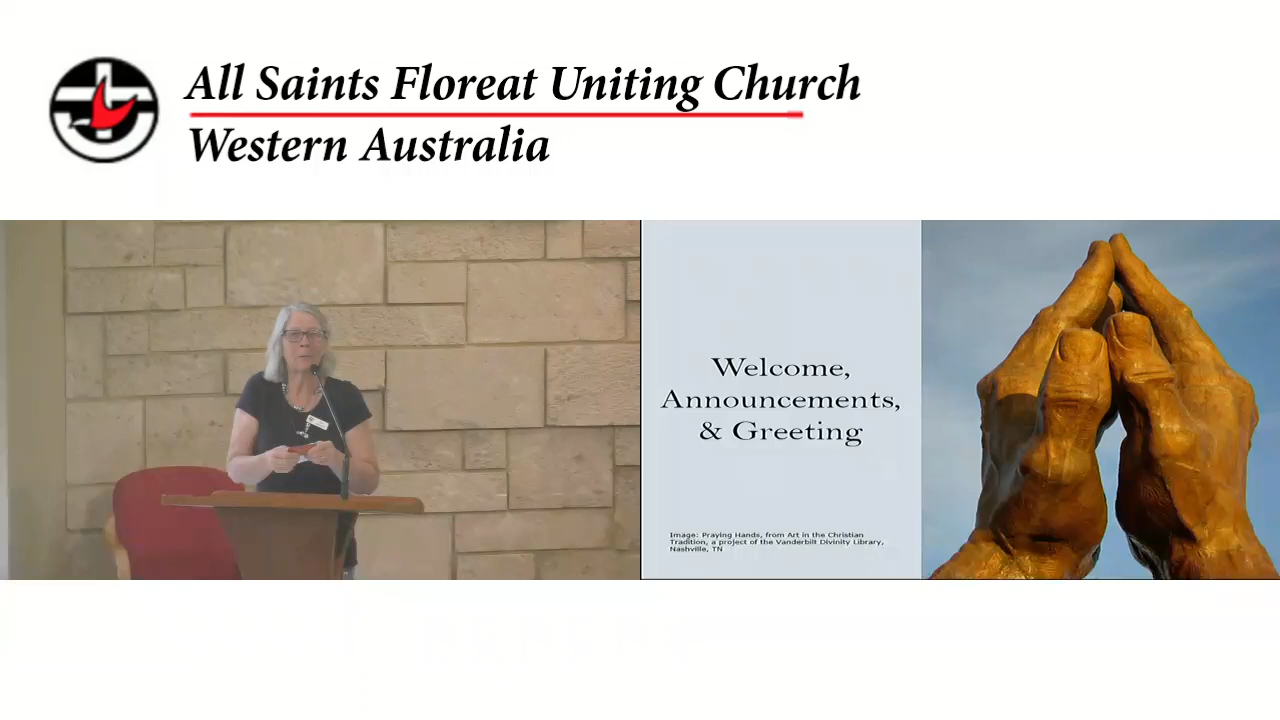 All Saints Floreat Uniting Church
Western Australia
Welcome,
Announcements,
& Greeting
Image: Praying Hands, from Art in the Christian
Tradition, a project of the Vanderbilt Divinity Library,
Nashville, TN